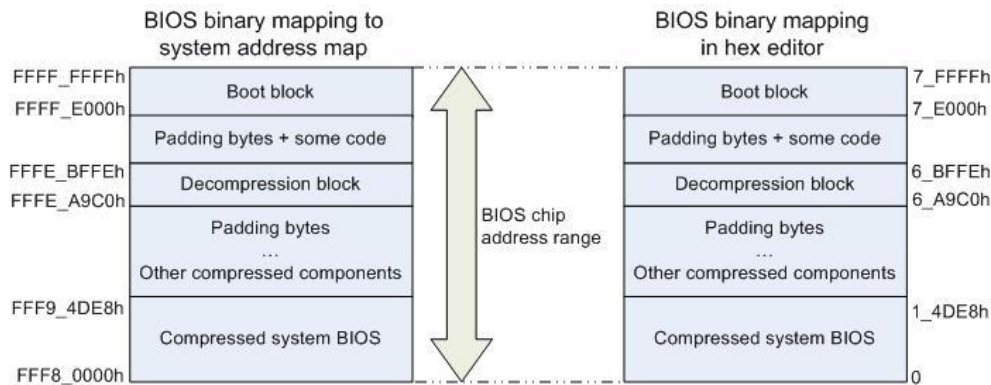 BIOS binary mapping to
system address map
FFFF_FFFFh
Boot block
FFFF_E000h
Padding bytes + some code
FFFE_BFFEh
Decompression block
FFFE_A9C0h
Padding bytes
...
Other compressed components
FFF9_4DE8h
Compressed system BIOS
FFF8_0000h
BIOS chip
address range
BIOS binary mapping
in hex editor
7_FFFFh
Boot block
7_E000h
Padding bytes + some code
6_BFFEh
Decompression block
6_A9C0h
Padding bytes
...
Other compressed components
1_4DE8h
Compressed system BIOS
0